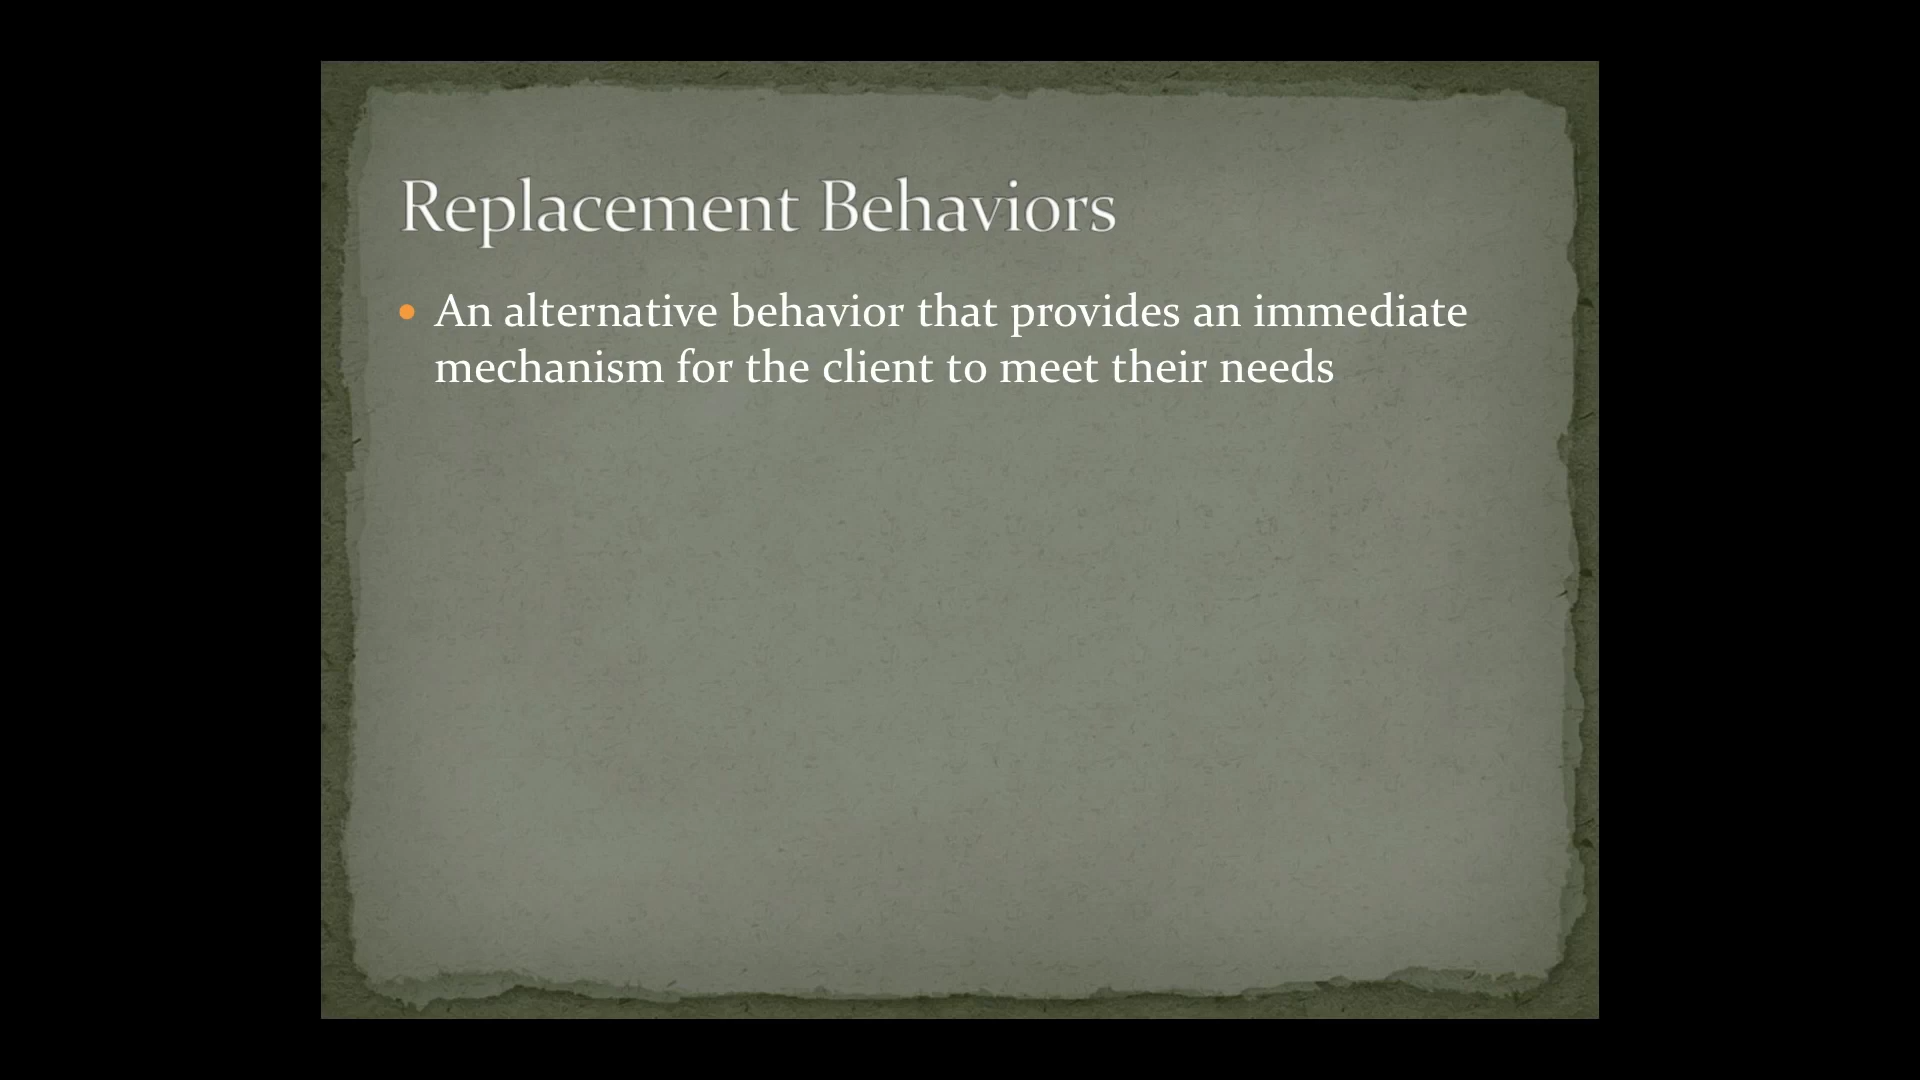 Replacement Behaviors
An alternative behavior that provides an immediate
mechanism for the client to meet their needs